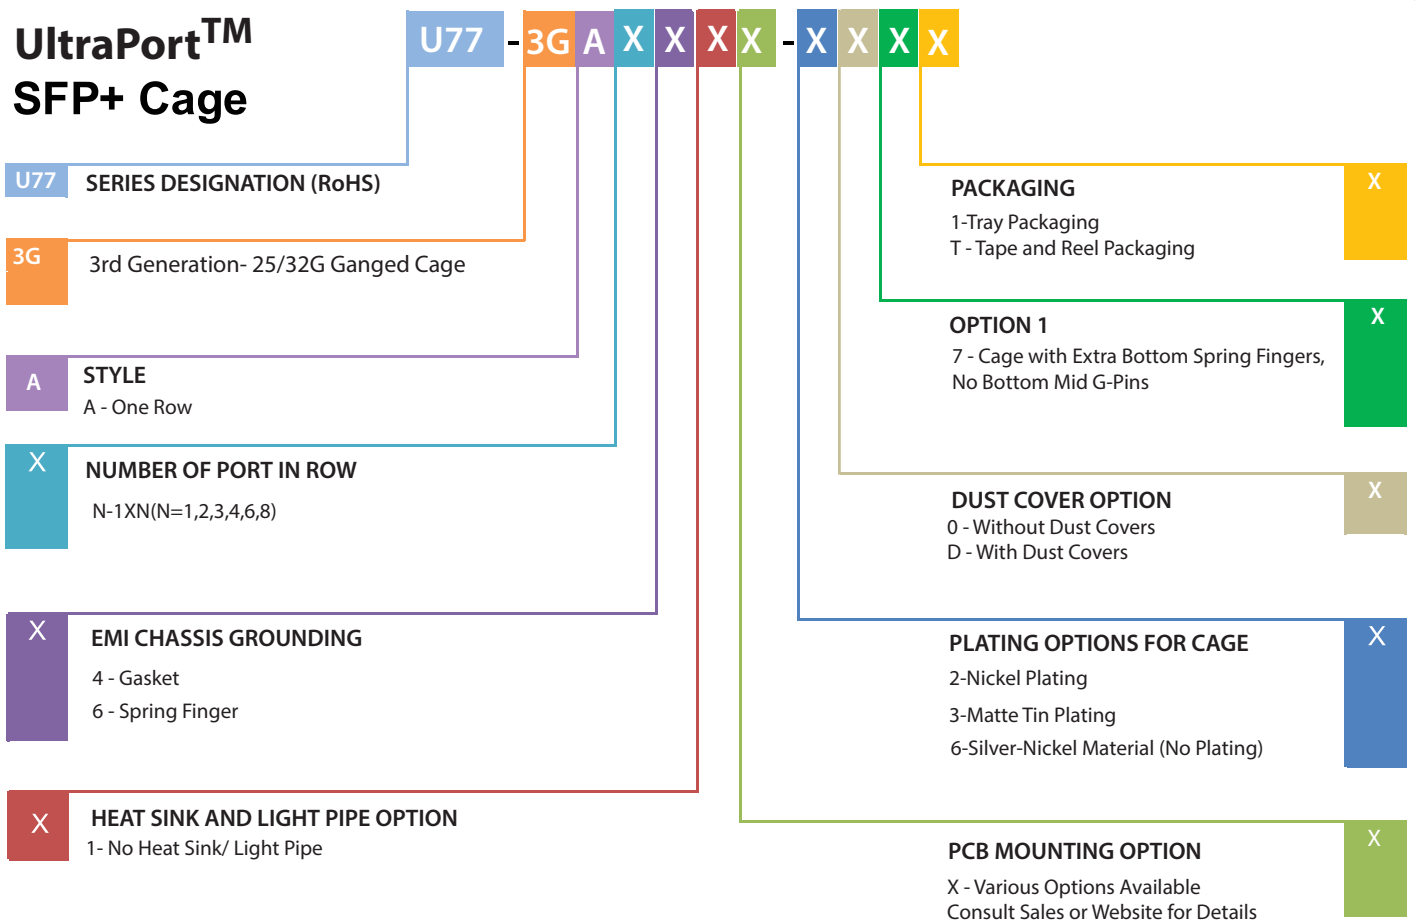 UltraPort™
SFP+ Cage
U77 - 3G A X X X X - X X X X
U77 SERIES DESIGNATION (RoHS)
3G
3rd Generation- 25/32G Ganged Cage
A
STYLE
A - One Row
X
NUMBER OF PORT IN ROW
N-1XN(N=1,2,3,4,6,8)
X
EMI CHASSIS GROUNDING
4 - Gasket
6 - Spring Finger
X
HEAT SINK AND LIGHT PIPE OPTION
1- No Heat Sink/ Light Pipe
X
PACKAGING
1-Tray Packaging
T - Tape and Reel Packaging
X
OPTION 1
7 - Cage with Extra Bottom Spring Fingers,
No Bottom Mid G-Pins
X
DUST COVER OPTION
0 - Without Dust Covers
D - With Dust Covers
X
PLATING OPTIONS FOR CAGE
2-Nickel Plating
3-Matte Tin Plating
6-Silver-Nickel Material (No Plating)
X
PCB MOUNTING OPTION
X - Various Options Available
Consult Sales or Website for Details